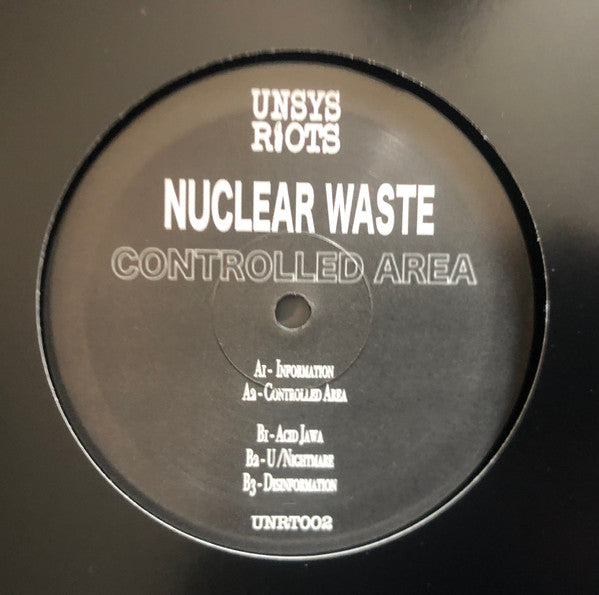 UNSYS
RIOTS
NUCLEAR WASTE
CONTROLLED AREA
A1 - Information
A2 - Controlled Area
B1 - Acid Jawa
B2 - U/Nightmare
B3 - Disinformation
UNRT002